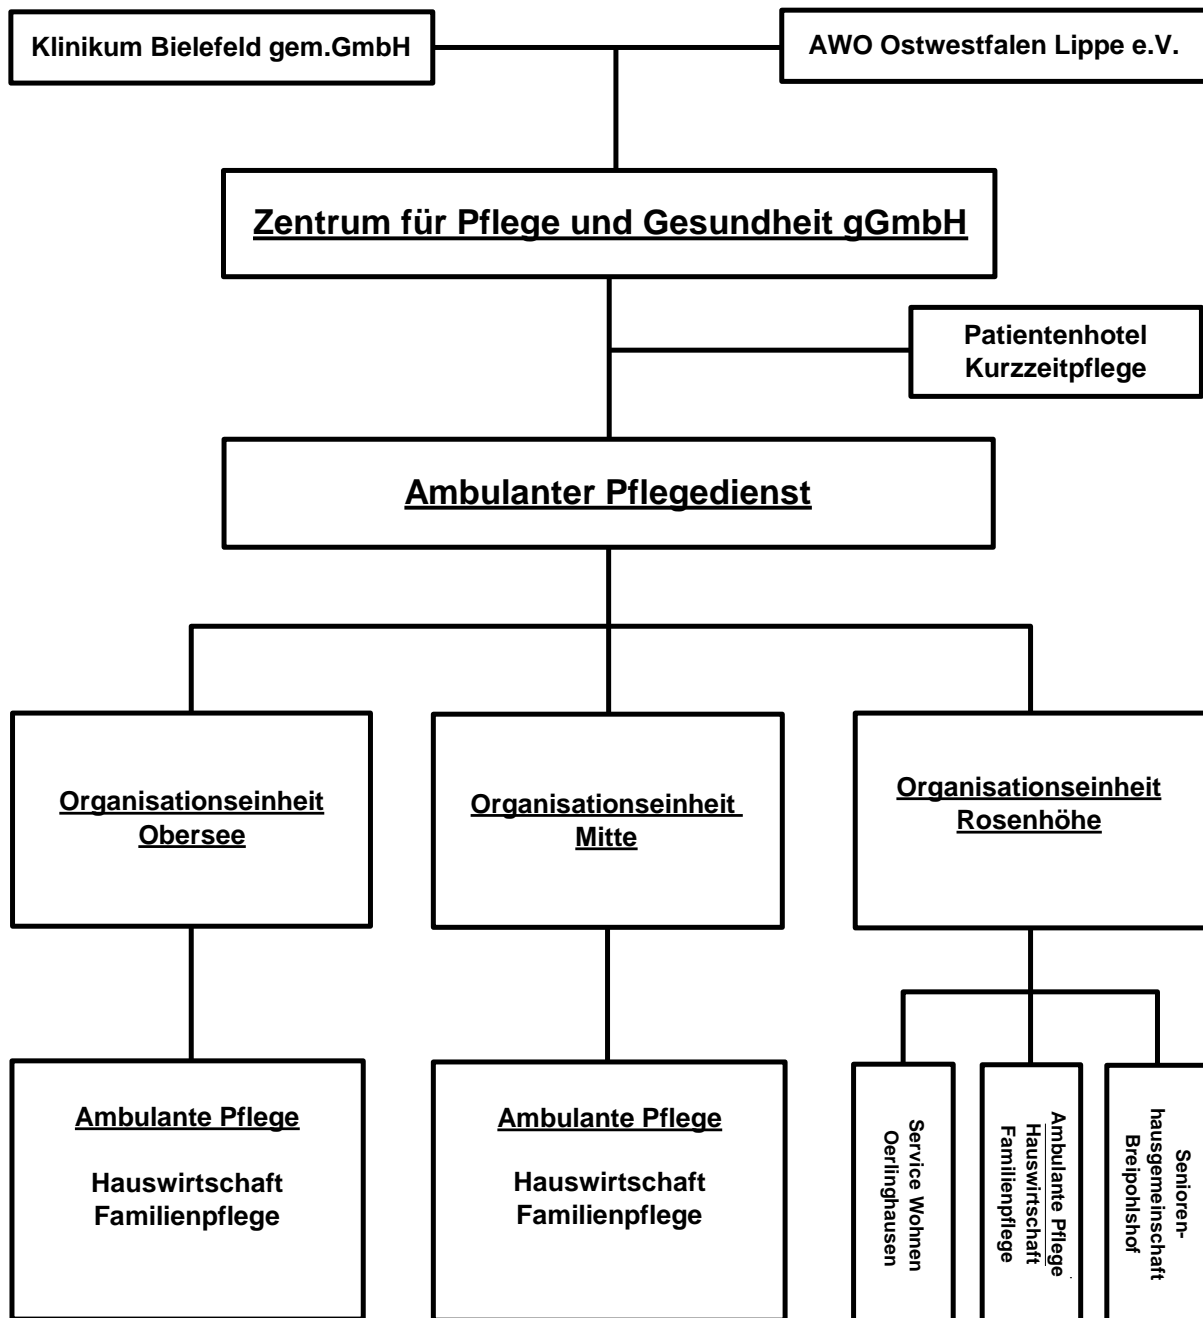 Klinikum Bielefeld gem.GmbH
AWO Ostwestfalen Lippe e.V.
Zentrum für Pflege und Gesundheit gGmbH
Patientenhotel
Kurzzeitpflege
Ambulanter Pflegedienst
Organisationseinheit
Obersee
Organisationseinheit
Mitte
Organisationseinheit
Rosenhöhe
Ambulante Pflege
Hauswirtschaft
Familienpflege
Ambulante Pflege
Hauswirtschaft
Familienpflege
Service Wohnen
Oerlinghausen
Ambulante Pflege
Hauswirtschaft
Familienpflege
Senioren-
hausgemeinschaft
Breipohlshof